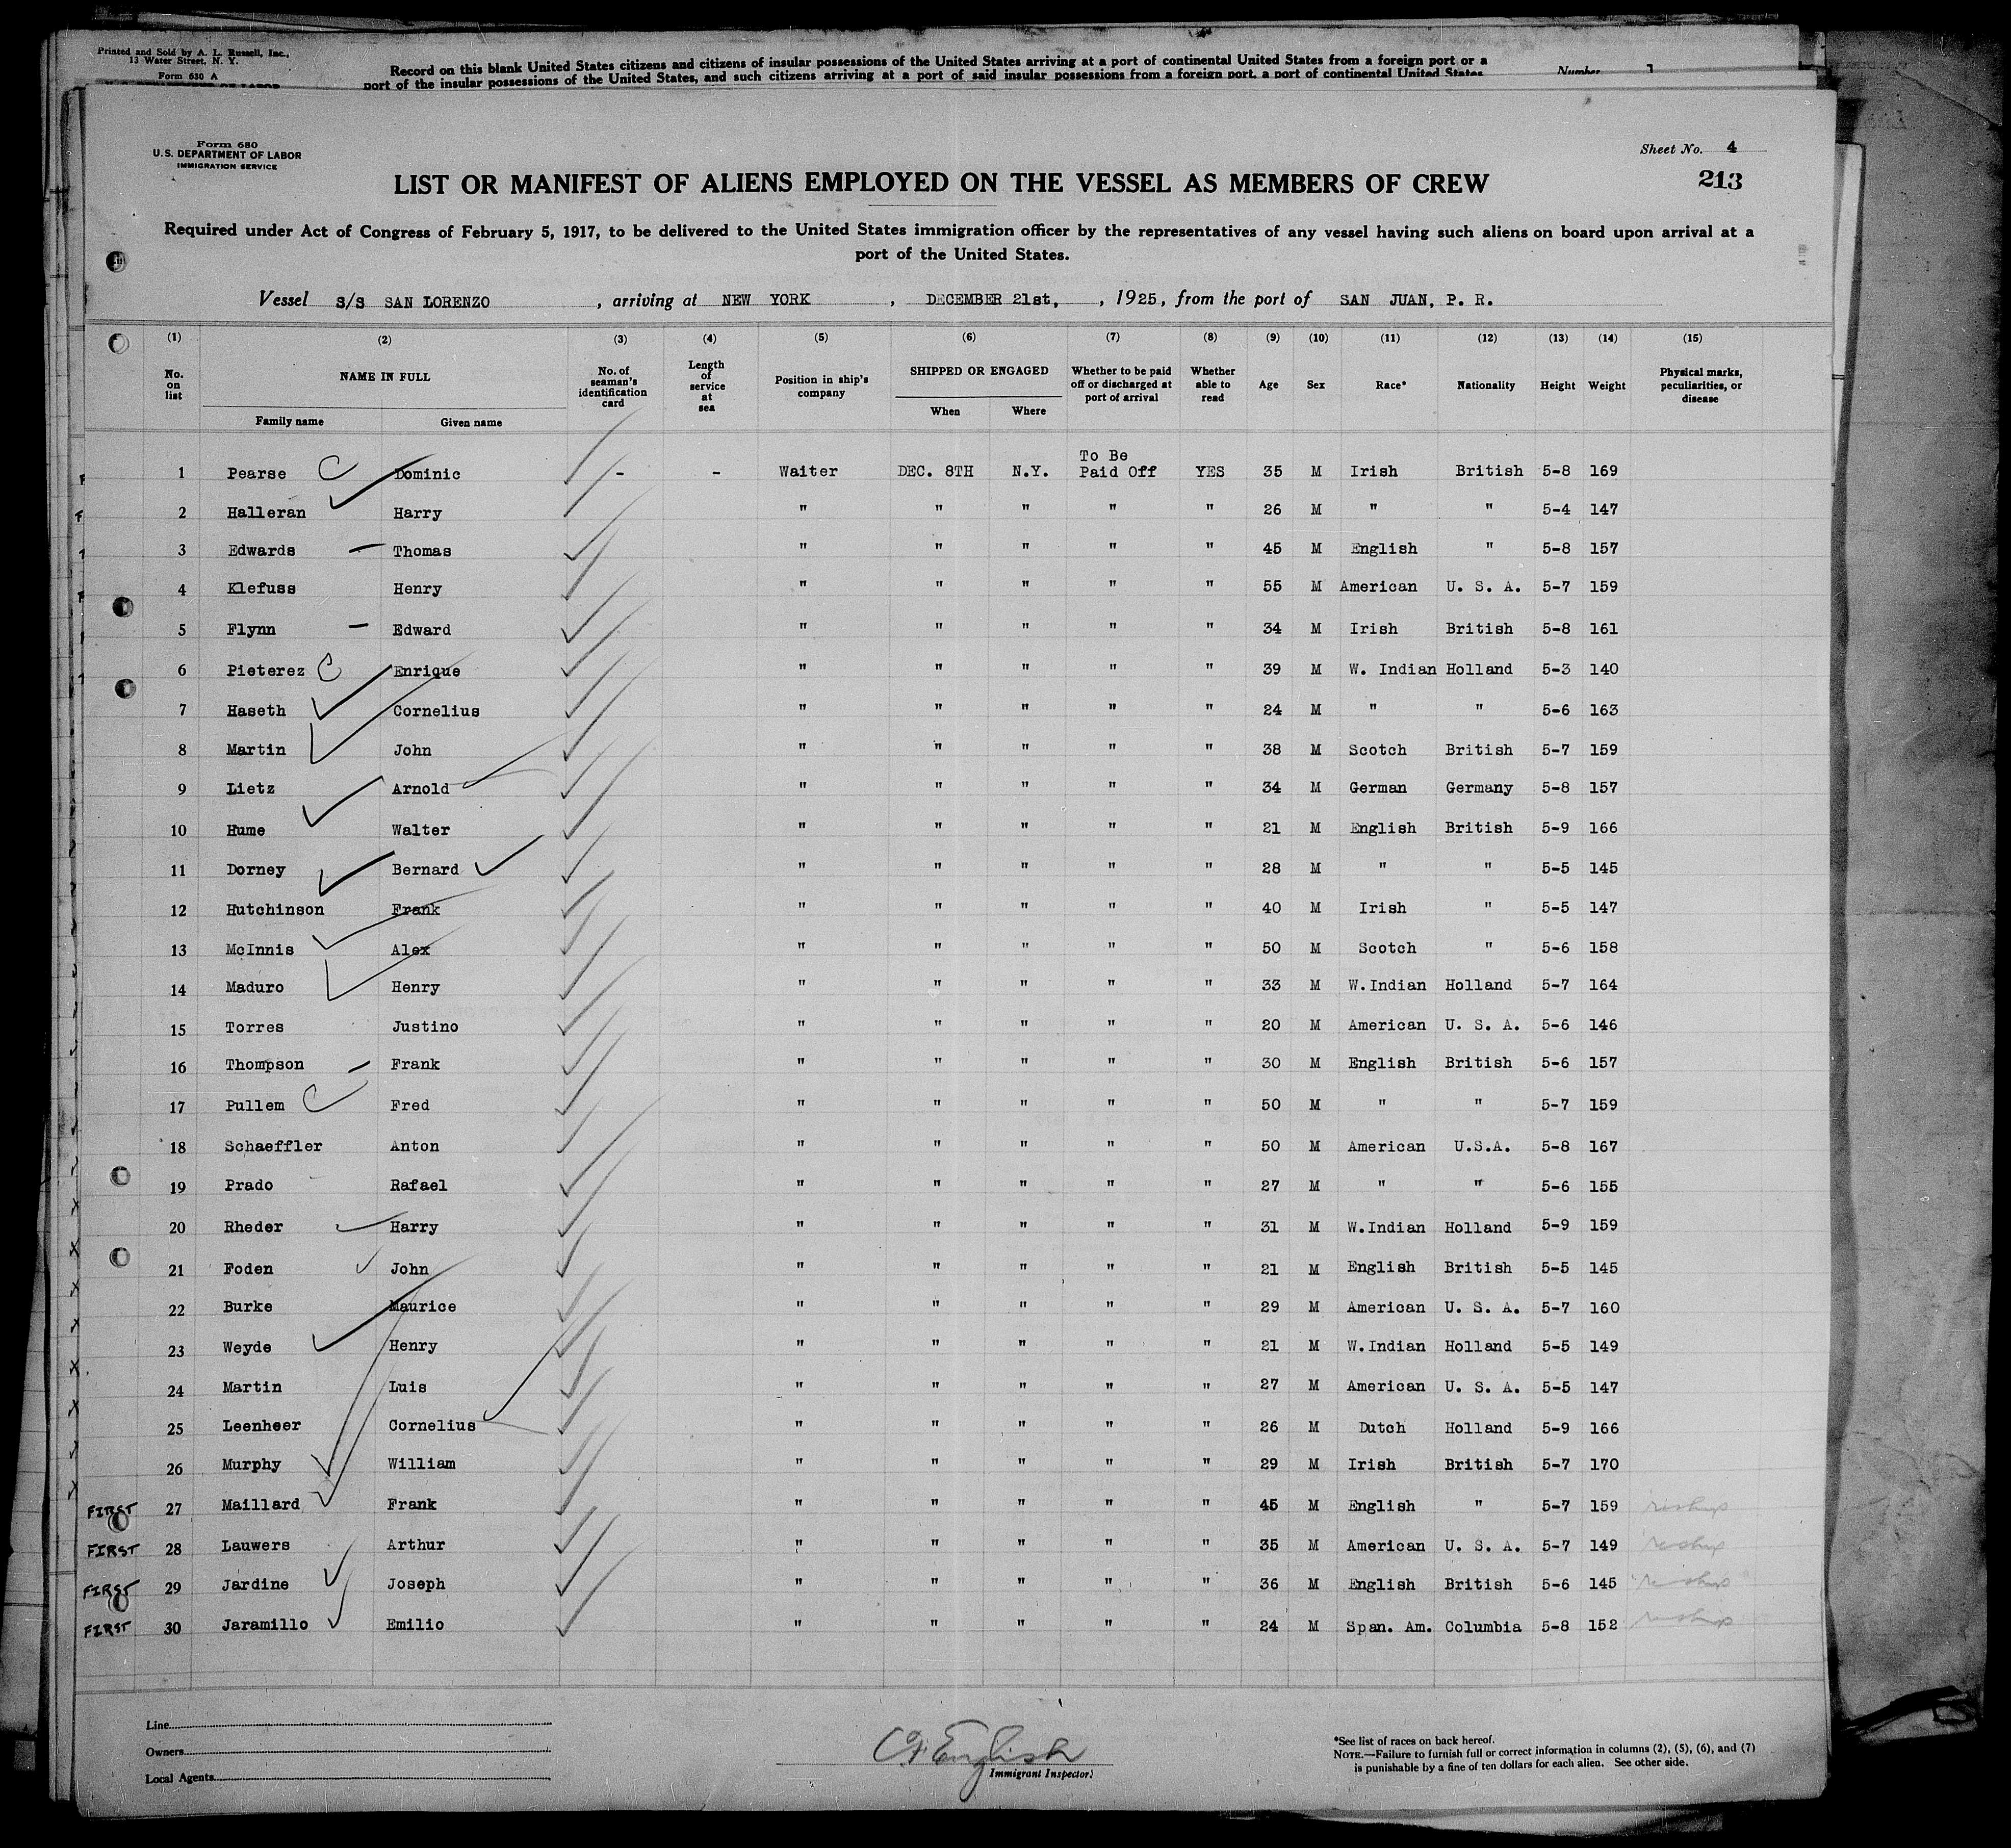 Printed and Sold by A. L. Russell, Inc.,
13 Water Street, N. Y.
Form 630 A
Record on this blank United States citizens and citizens of insular possessions of the United States arriving at a port of continental United States from a foreign port or a
port of the insular possessions of the United States, and such citizens arriving at a port of said insular possessions from a foreign port, a port of continental United States
Number
Form 680
U.S. DEPARTMENT OF LABOR
IMMIGRATION SERVICE
Sheet No. 4
213
LIST OR MANIFEST OF ALIENS EMPLOYED ON THE VESSEL AS MEMBERS OF CREW
Required under Act of Congress of February 5, 1917, to be delivered to the United States immigration officer by the representatives of any vessel having such aliens on board upon arrival at a
port of the United States.
Vessel S/S SAN LORENZO, arriving at NEW YORK, DECEMBER 21st, , 1925, from the port of SAN JUAN, P. R.
(1) (2) (3) (4) (5) (6) (7) (8) (9) (10) (11) (12) (13) (14) (15)
No. on list NAME IN FULL No. of seaman's identification card Length of service at sea Position in ship's company SHIPPED OR ENGAGED Whether to be paid off or discharged at port of arrival Whether able to read Age Sex Race* Nationality Height Weight Physical marks, peculiarities, or disease
Family name Given name When Where
1 Pearse C Dominic - - Waiter DEC. 8TH N.Y. To Be Paid Off YES 35 M Irish British 5-8 169
2 Halleran Harry " " " " " 26 M " " 5-4 147
3 Edwards - Thomas " " " " " 45 M English " 5-8 157
4 Klefuss Henry " " " " " 55 M American U. S. A. 5-7 159
5 Flynn - Edward " " " " " 34 M Irish British 5-8 161
6 Pieterez C Enrique " " " " " 39 M W. Indian Holland 5-3 140
7 Haseth Cornelius " " " " " 24 M " " 5-6 163
8 Martin John " " " " " 38 M Scotch British 5-7 159
9 Lietz Arnold " " " " " 34 M German Germany 5-8 157
10 Hume Walter " " " " " 21 M English British 5-9 166
11 Dorney Bernard " " " " " 28 M " " 5-5 145
12 Hutchinson Frank " " " " " 40 M Irish " 5-5 147
13 McInnis Alex " " " " " 50 M Scotch " 5-6 158
14 Maduro Henry " " " " " 33 M W.Indian Holland 5-7 164
15 Torres Justino " " " " " 20 M American U. S. A. 5-6 146
16 Thompson - Frank " " " " " 30 M English British 5-6 157
17 Pullem C Fred " " " " " 50 M " " 5-7 159
18 Schaeffler Anton " " " " " 50 M American U.S.A. 5-8 167
19 Prado Rafael " " " " " 27 M " " 5-6 155
20 Rheder Harry " " " " " 31 M W.Indian Holland 5-9 159
21 Foden John " " " " " 21 M English British 5-5 145
22 Burke Maurice " " " " " 29 M American U. S. A. 5-7 160
23 Weyde Henry " " " " " 21 M W.Indian Holland 5-5 149
24 Martin Luis " " " " " 27 M American U. S. A. 5-5 147
25 Leenheer Cornelius " " " " " 26 M Dutch Holland 5-9 166
26 Murphy William " " " " " 29 M Irish British 5-7 170
FIRST 27 Maillard Frank " " " " " 45 M English " 5-7 159 reship
FIRST 28 Lauwers Arthur " " " " " 35 M American U. S. A. 5-7 149 reship
FIRST 29 Jardine Joseph " " " " " 36 M English British 5-6 145 reship
FIRST 30 Jaramillo Emilio " " " " " 24 M Span. Am. Columbia 5-8 152 reship
Line
Owners
Local Agents
English
Immigrant Inspector.
*See list of races on back hereof.
NOTE.—Failure to furnish full or correct information in columns (2), (5), (6), and (7)
is punishable by a fine of ten dollars for each alien. See other side.